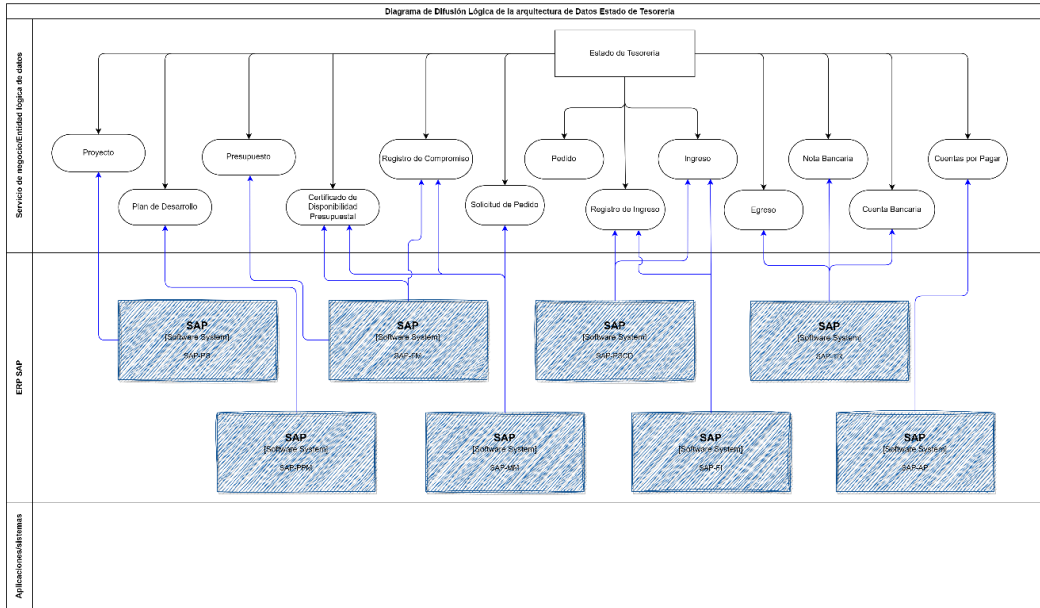 Diagrama de Difusión Lógica de la arquitectura de Datos Estado de Tesorería
Servicio de negocio/Entidad lógica de datos
Estado de Tesorería
Proyecto
Presupuesto
Registro de Compromiso
Pedido
Ingreso
Nota Bancaria
Cuentas por Pagar
Plan de Desarrollo
Certificado de
Disponibilidad
Presupuestal
Solicitud de Pedido
Registro de Ingreso
Egreso
Cuenta Bancaria
ERP SAP
SAP
[Software System]
SAP-PS
SAP
[Software System]
SAP-FM
SAP
[Software System]
SAP-PSCD
SAP
[Software System]
SAP
[Software System]
SAP-PPM
SAP
[Software System]
SAP-MM
SAP
[Software System]
SAP-FI
SAP
[Software System]
SAP-AP
Aplicaciones/sistemas